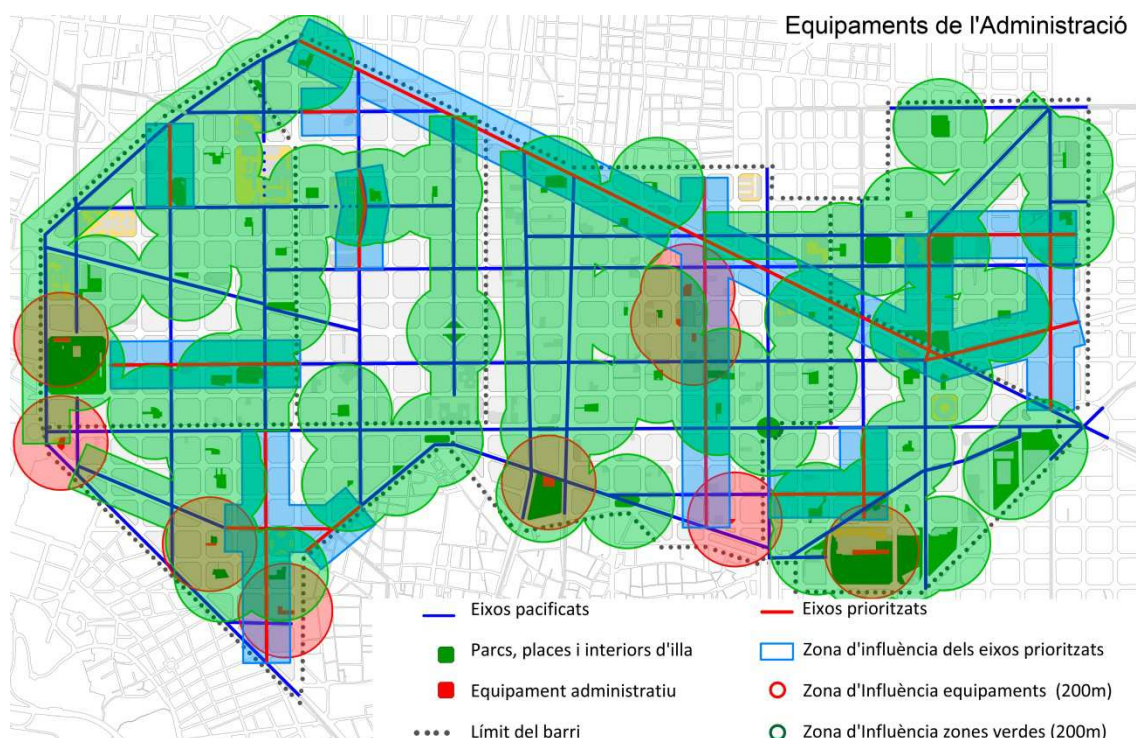 Equipaments de l'Administració
Eixos pacificats
Eixos prioritzats
Parcs, places i interiors d'illa
Zona d'influència dels eixos prioritzats
Equipament administratiu
Zona d'Influència equipaments (200m)
Límit del barri
Zona d'Influència zones verdes (200m)